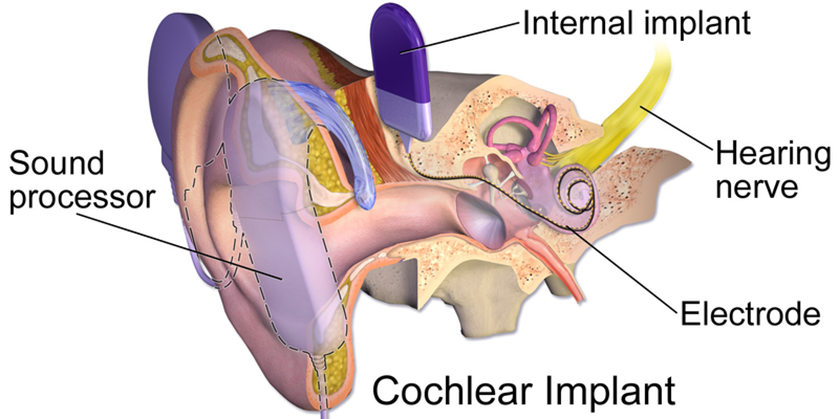 Internal implant
Sound
processor
Hearing
nerve
Electrode
Cochlear Implant